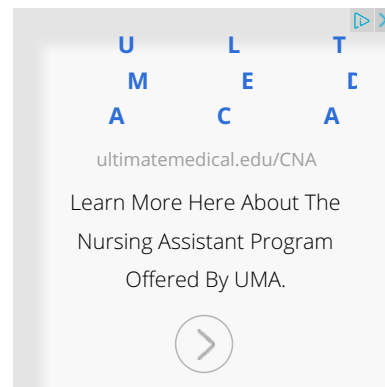 U L T
M E D
A C A
ultimatemedical.edu/CNA
Learn More Here About The
Nursing Assistant Program
Offered By UMA.